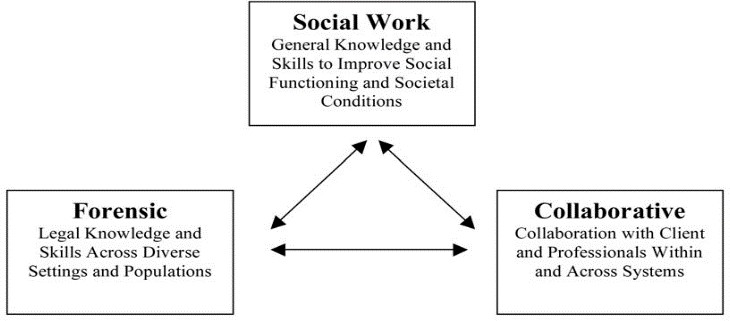 Social Work
General Knowledge and
Skills to Improve Social
Functioning and Societal
Conditions
Forensic
Legal Knowledge and
Skills Across Diverse
Settings and Populations
Collaborative
Collaboration with Client
and Professionals Within
and Across Systems